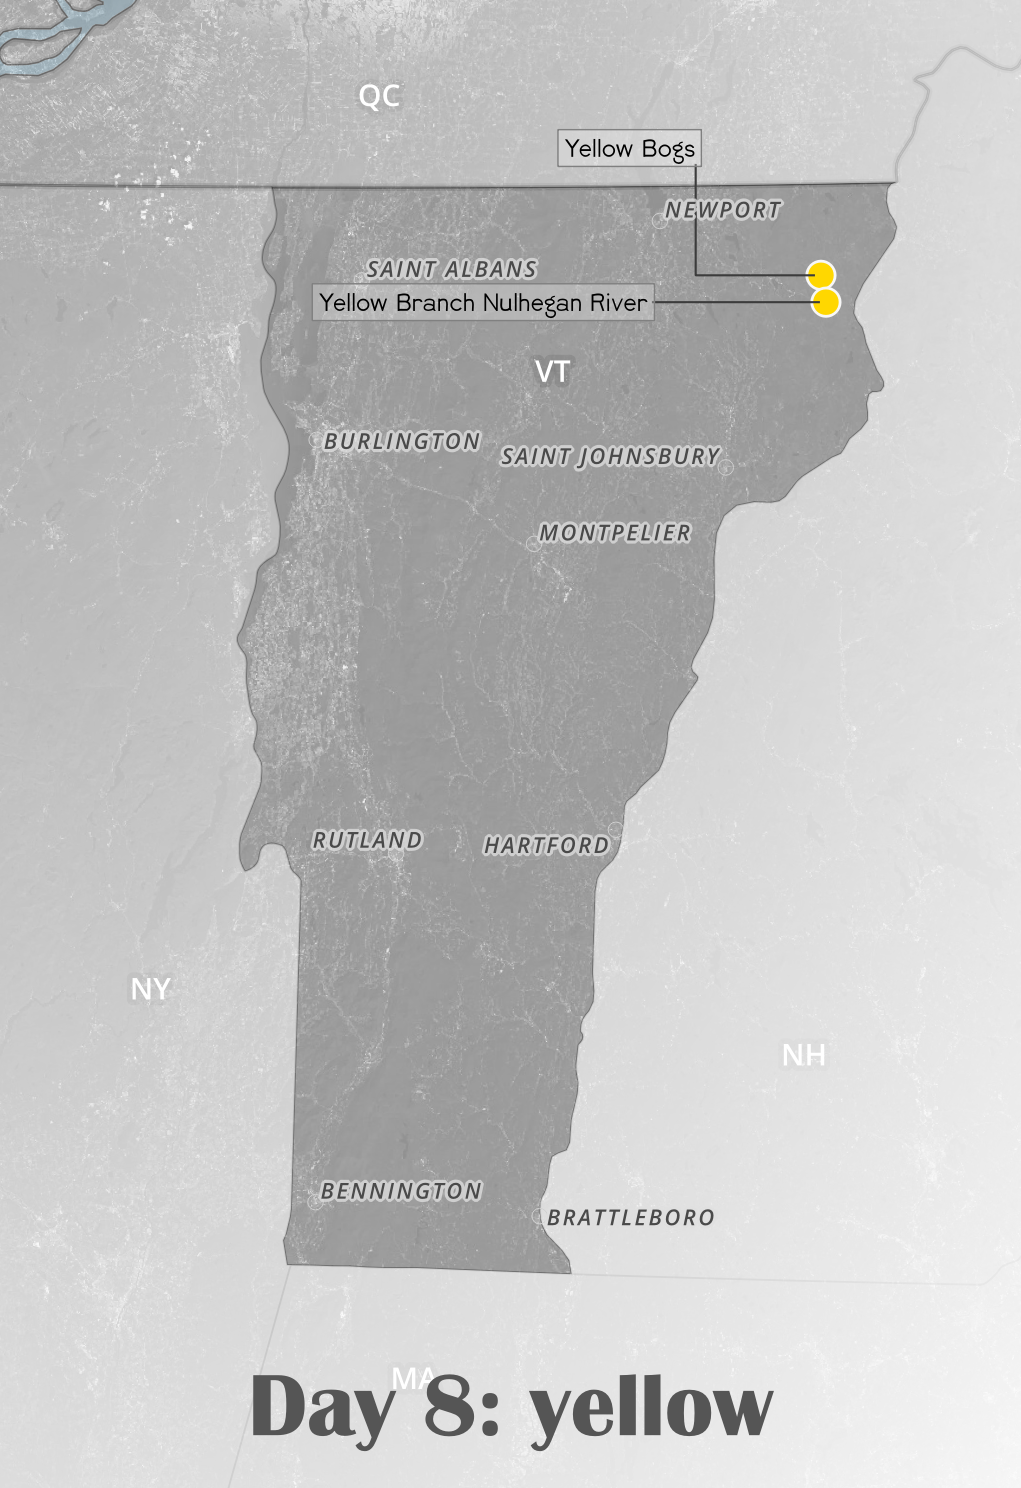 QC
Yellow Bogs
NEWPORT
SAINT ALBANS
Yellow Branch Nulhegan River
VT
BURLINGTON
SAINT JOHNSBURY
MONTPELIER
RUTLAND
HARTFORD
NY
NH
BENNINGTON
BRATTLEBORO
MA
Day 8: yellow